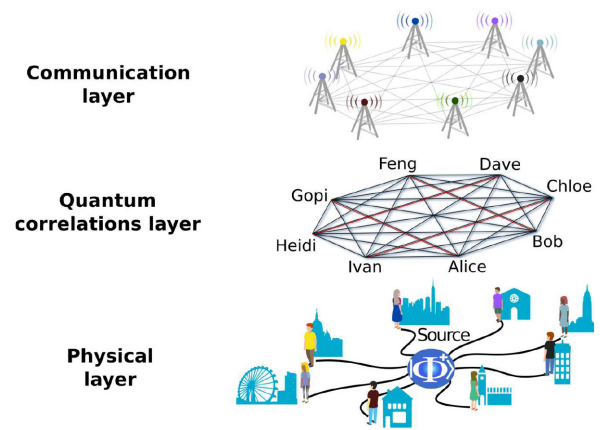 Communication
layer
Feng
Dave
Gopi
Chloe
Quantum
correlations layer
Heidi
Bob
Ivan
Alice
Source
Φ+
Physical
layer